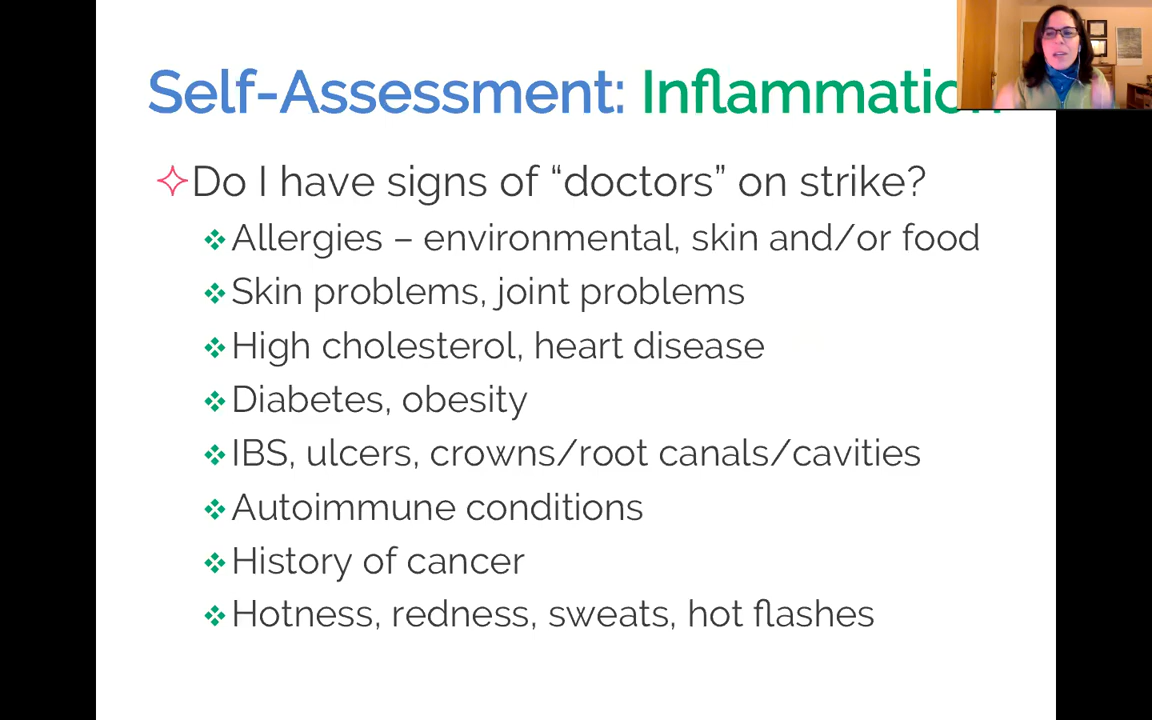 Self-Assessment: Inflammation
Do I have signs of “doctors” on strike?
Allergies – environmental, skin and/or food
Skin problems, joint problems
High cholesterol, heart disease
Diabetes, obesity
IBS, ulcers, crowns/root canals/cavities
Autoimmune conditions
History of cancer
Hotness, redness, sweats, hot flashes